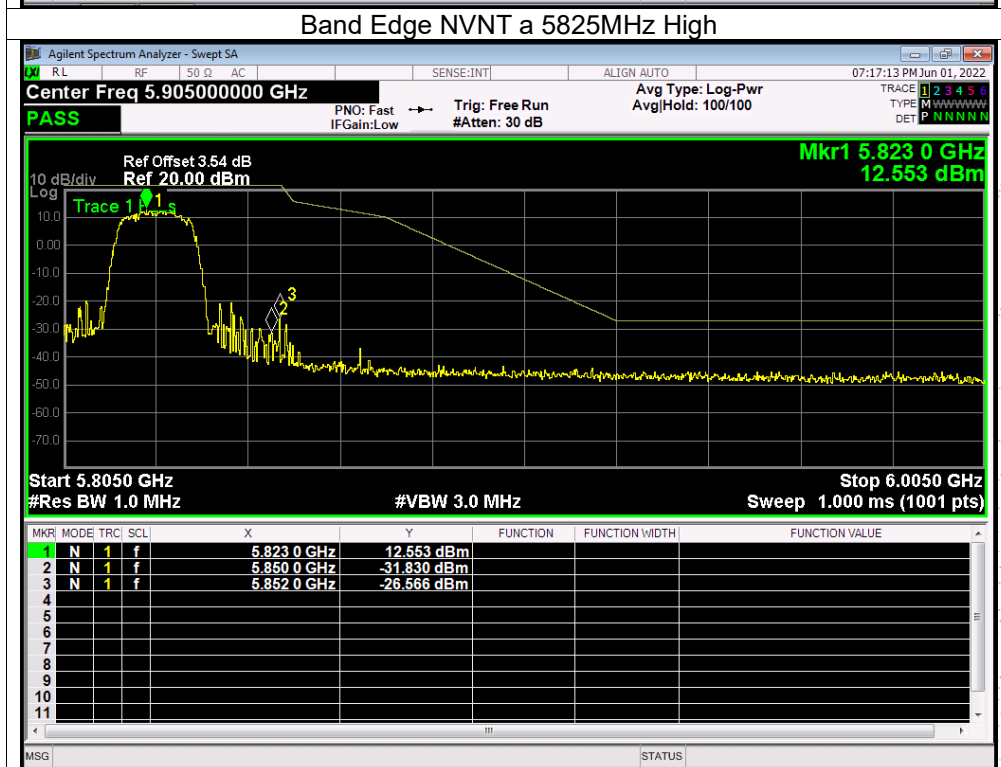 Band Edge NVNT a 5825MHz High
Agilent Spectrum Analyzer - Swept SA
LXI RL RF 50 Ω AC SENSE:INT ALIGN AUTO 07:17:13 PM Jun 01, 2022
Center Freq 5.905000000 GHz
PASS
PNO: Fast
IFGain:Low
Trig: Free Run
#Atten: 30 dB
Avg Type: Log-Pwr
Avg|Hold: 100/100
TRACE 1 2 3 4 5 6
TYPE M WWWWW
DET P N N N N N
Mkr1 5.823 0 GHz
12.553 dBm
Ref Offset 3.54 dB
10 dB/div Ref 20.00 dBm
Log
Trace 1
1
10.0
0.00
-10.0
-20.0
3
2
-30.0
-40.0
-50.0
-60.0
-70.0
Start 5.8050 GHz Stop 6.0050 GHz
#Res BW 1.0 MHz #VBW 3.0 MHz Sweep 1.000 ms (1001 pts)
MKR MODE TRC SCL X Y FUNCTION FUNCTION WIDTH FUNCTION VALUE
1 N 1 f 5.823 0 GHz 12.553 dBm
2 N 1 f 5.850 0 GHz -31.830 dBm
3 N 1 f 5.852 0 GHz -26.566 dBm
4
5
6
7
8
9
10
11
MSG STATUS